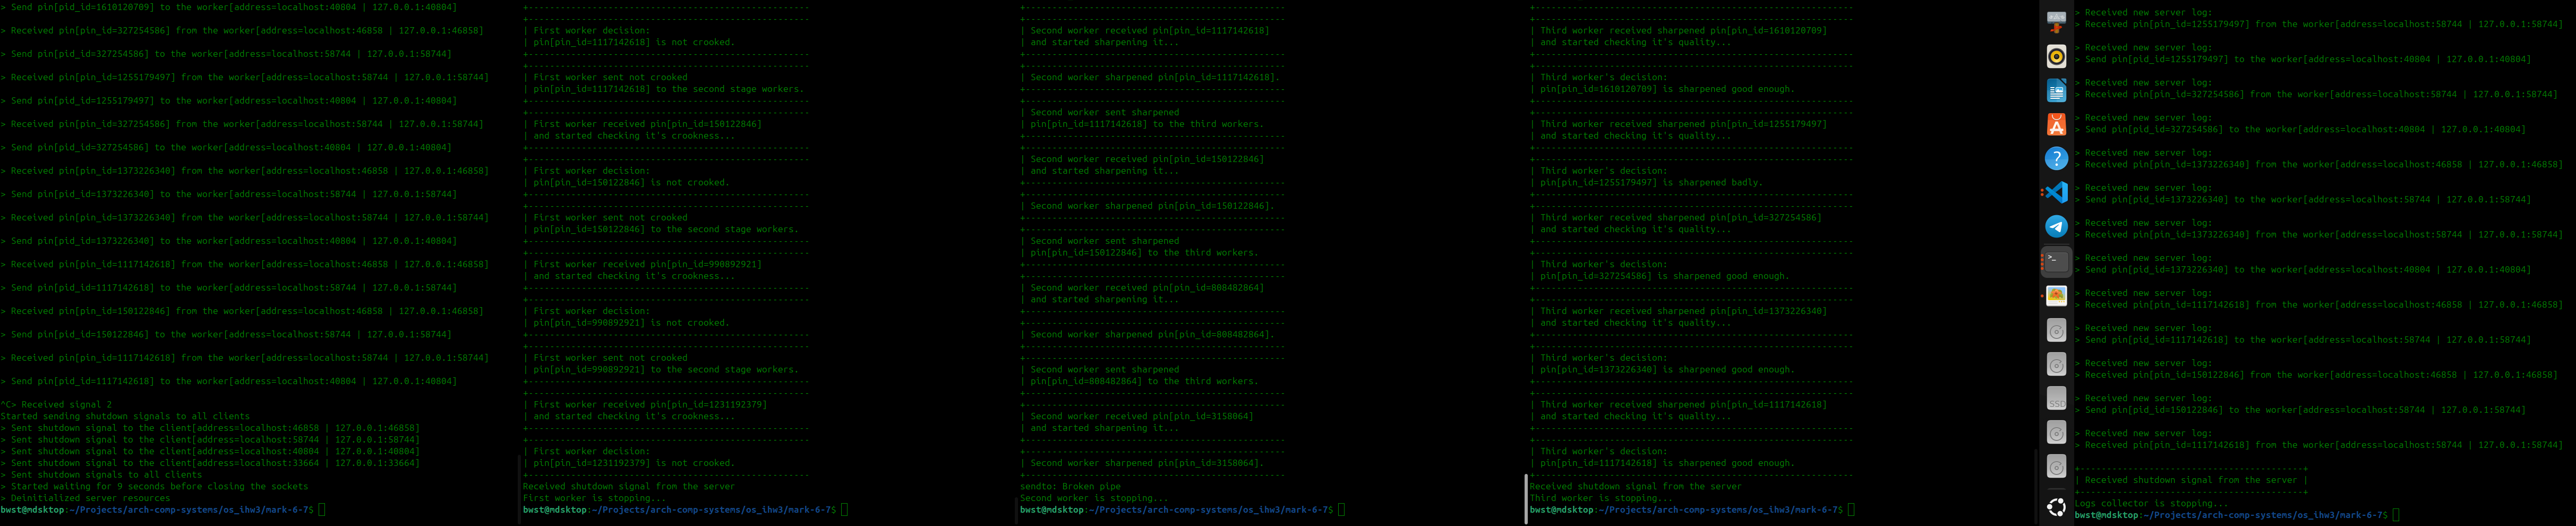 > Send pin[pid_id=1610120709] to the worker[address=localhost:40804 | 127.0.0.1:40804]
> Received pin[pid_id=327254586] from the worker[address=localhost:46858 | 127.0.0.1:46858]
> Send pin[pid_id=327254586] to the worker[address=localhost:58744 | 127.0.0.1:58744]
> Received pin[pid_id=1255179497] from the worker[address=localhost:58744 | 127.0.0.1:58744]
> Send pin[pid_id=1255179497] to the worker[address=localhost:40804 | 127.0.0.1:40804]
> Received pin[pid_id=327254586] from the worker[address=localhost:58744 | 127.0.0.1:58744]
> Send pin[pid_id=327254586] to the worker[address=localhost:40804 | 127.0.0.1:40804]
> Received pin[pid_id=1373226340] from the worker[address=localhost:46858 | 127.0.0.1:46858]
> Send pin[pid_id=1373226340] to the worker[address=localhost:58744 | 127.0.0.1:58744]
> Received pin[pid_id=1373226340] from the worker[address=localhost:58744 | 127.0.0.1:58744]
> Send pin[pid_id=1373226340] to the worker[address=localhost:40804 | 127.0.0.1:40804]
> Received pin[pid_id=1117142618] from the worker[address=localhost:46858 | 127.0.0.1:46858]
> Send pin[pid_id=1117142618] to the worker[address=localhost:58744 | 127.0.0.1:58744]
> Received pin[pid_id=150122846] from the worker[address=localhost:46858 | 127.0.0.1:46858]
> Send pin[pid_id=150122846] to the worker[address=localhost:58744 | 127.0.0.1:58744]
> Received pin[pid_id=1117142618] from the worker[address=localhost:58744 | 127.0.0.1:58744]
> Send pin[pid_id=1117142618] to the worker[address=localhost:40804 | 127.0.0.1:40804]
^C> Received signal 2
Started sending shutdown signals to all clients
> Sent shutdown signal to the client[address=localhost:46858 | 127.0.0.1:46858]
> Sent shutdown signal to the client[address=localhost:58744 | 127.0.0.1:58744]
> Sent shutdown signal to the client[address=localhost:40804 | 127.0.0.1:40804]
> Sent shutdown signal to the client[address=localhost:33664 | 127.0.0.1:33664]
> Sent shutdown signals to all clients
> Started waiting for 9 seconds before closing the sockets
> Deinitialized server resources
bwst@mdsktop:~/Projects/arch-comp-systems/os_ihw3/mark-6-7$
| First worker decision:
| pin[pin_id=1117142618] is not crooked.
| First worker sent not crooked
| pin[pin_id=1117142618] to the second stage workers.
| First worker received pin[pin_id=150122846]
| and started checking it's crookness...
| First worker decision:
| pin[pin_id=150122846] is not crooked.
| First worker sent not crooked
| pin[pin_id=150122846] to the second stage workers.
| First worker received pin[pin_id=990892921]
| and started checking it's crookness...
| First worker decision:
| pin[pin_id=990892921] is not crooked.
| First worker sent not crooked
| pin[pin_id=990892921] to the second stage workers.
| First worker received pin[pin_id=1231192379]
| and started checking it's crookness...
| First worker decision:
| pin[pin_id=1231192379] is not crooked.
Received shutdown signal from the server
First worker is stopping...
bwst@mdsktop:~/Projects/arch-comp-systems/os_ihw3/mark-6-7$
| Second worker received pin[pin_id=1117142618]
| and started sharpening it...
| Second worker sharpened pin[pin_id=1117142618].
| Second worker sent sharpened
| pin[pin_id=1117142618] to the third workers.
| Second worker received pin[pin_id=150122846]
| and started sharpening it...
| Second worker sharpened pin[pin_id=150122846].
| Second worker sent sharpened
| pin[pin_id=150122846] to the third workers.
| Second worker received pin[pin_id=808482864]
| and started sharpening it...
| Second worker sharpened pin[pin_id=808482864].
| Second worker sent sharpened
| pin[pin_id=808482864] to the third workers.
| Second worker received pin[pin_id=3158064]
| and started sharpening it...
| Second worker sharpened pin[pin_id=3158064].
sendto: Broken pipe
Second worker is stopping...
bwst@mdsktop:~/Projects/arch-comp-systems/os_ihw3/mark-6-7$
| Third worker received sharpened pin[pin_id=1610120709]
| and started checking it's quality...
| Third worker's decision:
| pin[pin_id=1610120709] is sharpened good enough.
| Third worker received sharpened pin[pin_id=1255179497]
| and started checking it's quality...
| Third worker's decision:
| pin[pin_id=1255179497] is sharpened badly.
| Third worker received sharpened pin[pin_id=327254586]
| and started checking it's quality...
| Third worker's decision:
| pin[pin_id=327254586] is sharpened good enough.
| Third worker received sharpened pin[pin_id=1373226340]
| and started checking it's quality...
| Third worker's decision:
| pin[pin_id=1373226340] is sharpened good enough.
| Third worker received sharpened pin[pin_id=1117142618]
| and started checking it's quality...
| Third worker's decision:
| pin[pin_id=1117142618] is sharpened good enough.
Received shutdown signal from the server
Third worker is stopping...
bwst@mdsktop:~/Projects/arch-comp-systems/os_ihw3/mark-6-7$
SSD
> Received new server log:
> Received pin[pid_id=1255179497] from the worker[address=localhost:58744 | 127.0.0.1:58744]
> Received new server log:
> Send pin[pid_id=1255179497] to the worker[address=localhost:40804 | 127.0.0.1:40804]
> Received new server log:
> Received pin[pid_id=327254586] from the worker[address=localhost:58744 | 127.0.0.1:58744]
> Received new server log:
> Send pin[pid_id=327254586] to the worker[address=localhost:40804 | 127.0.0.1:40804]
> Received new server log:
> Received pin[pid_id=1373226340] from the worker[address=localhost:46858 | 127.0.0.1:46858]
> Received new server log:
> Send pin[pid_id=1373226340] to the worker[address=localhost:58744 | 127.0.0.1:58744]
> Received new server log:
> Received pin[pid_id=1373226340] from the worker[address=localhost:58744 | 127.0.0.1:58744]
> Received new server log:
> Send pin[pid_id=1373226340] to the worker[address=localhost:40804 | 127.0.0.1:40804]
> Received new server log:
> Received pin[pid_id=1117142618] from the worker[address=localhost:46858 | 127.0.0.1:46858]
> Received new server log:
> Send pin[pid_id=1117142618] to the worker[address=localhost:58744 | 127.0.0.1:58744]
> Received new server log:
> Received pin[pid_id=150122846] from the worker[address=localhost:46858 | 127.0.0.1:46858]
> Received new server log:
> Send pin[pid_id=150122846] to the worker[address=localhost:58744 | 127.0.0.1:58744]
> Received new server log:
> Received pin[pid_id=1117142618] from the worker[address=localhost:58744 | 127.0.0.1:58744]
| Received shutdown signal from the server |
Logs collector is stopping...
bwst@mdsktop:~/Projects/arch-comp-systems/os_ihw3/mark-6-7$